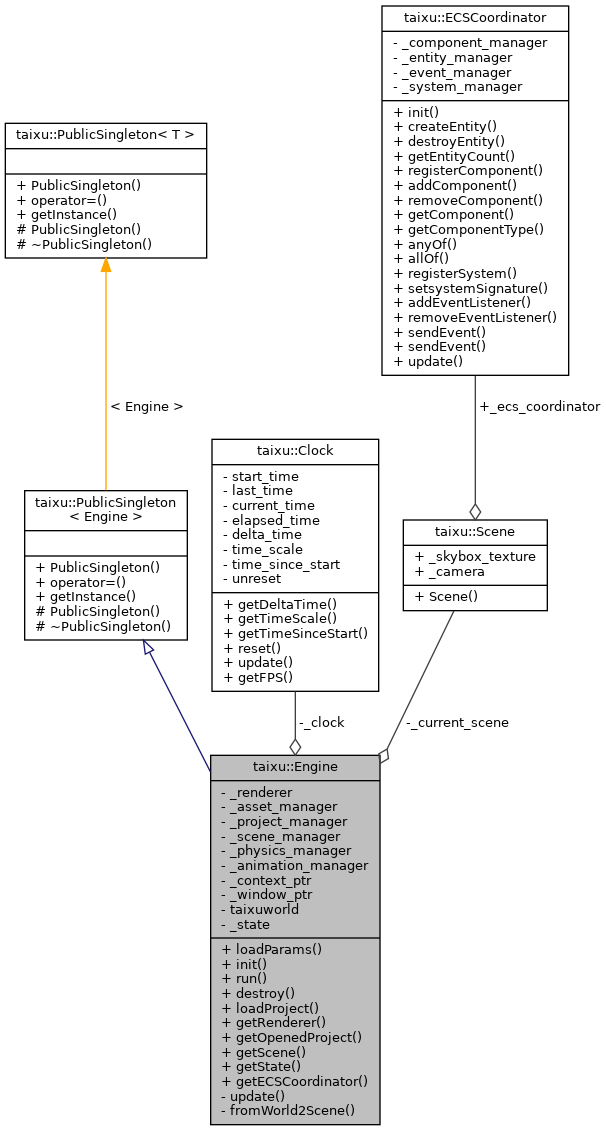 taixu::ECSCoordinator
- _component_manager
- _entity_manager
- _event_manager
- _system_manager
+ init()
+ createEntity()
+ destroyEntity()
+ getEntityCount()
+ registerComponent()
+ addComponent()
+ removeComponent()
+ getComponent()
+ getComponentType()
+ anyOf()
+ allOf()
+ registerSystem()
+ setsystemSignature()
+ addEventListener()
+ removeEventListener()
+ sendEvent()
+ sendEvent()
+ update()
taixu::PublicSingleton< T >
+ PublicSingleton()
+ operator=()
+ getInstance()
# PublicSingleton()
# ~PublicSingleton()
< Engine >
+_ecs_coordinator
taixu::PublicSingleton
< Engine >
+ PublicSingleton()
+ operator=()
+ getInstance()
# PublicSingleton()
# ~PublicSingleton()
taixu::Clock
- start_time
- last_time
- current_time
- elapsed_time
- delta_time
- time_scale
- time_since_start
- unreset
+ getDeltaTime()
+ getTimeScale()
+ getTimeSinceStart()
+ reset()
+ update()
+ getFPS()
taixu::Scene
+ _skybox_texture
+ _camera
+ Scene()
-_clock
-_current_scene
taixu::Engine
- _renderer
- _asset_manager
- _project_manager
- _scene_manager
- _physics_manager
- _animation_manager
- _context_ptr
- _window_ptr
- taixuworld
- _state
+ loadParams()
+ init()
+ run()
+ destroy()
+ loadProject()
+ getRenderer()
+ getOpenedProject()
+ getScene()
+ getState()
+ getECSCoordinator()
- update()
- fromWorld2Scene()